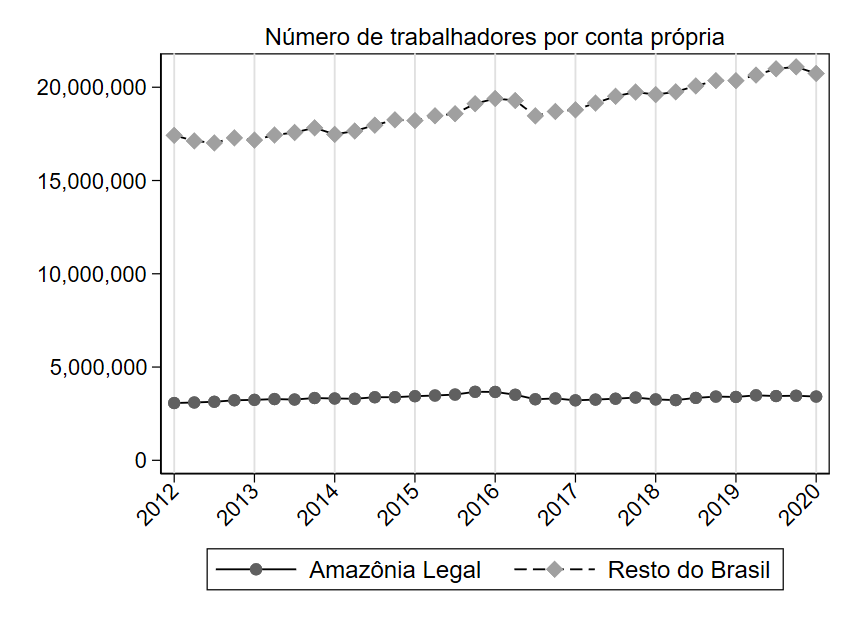 Número de trabalhadores por conta própria
20,000,000
15,000,000
10,000,000
5,000,000
0
2012 2013 2014 2015 2016 2017 2018 2019 2020
Amazônia Legal Resto do Brasil